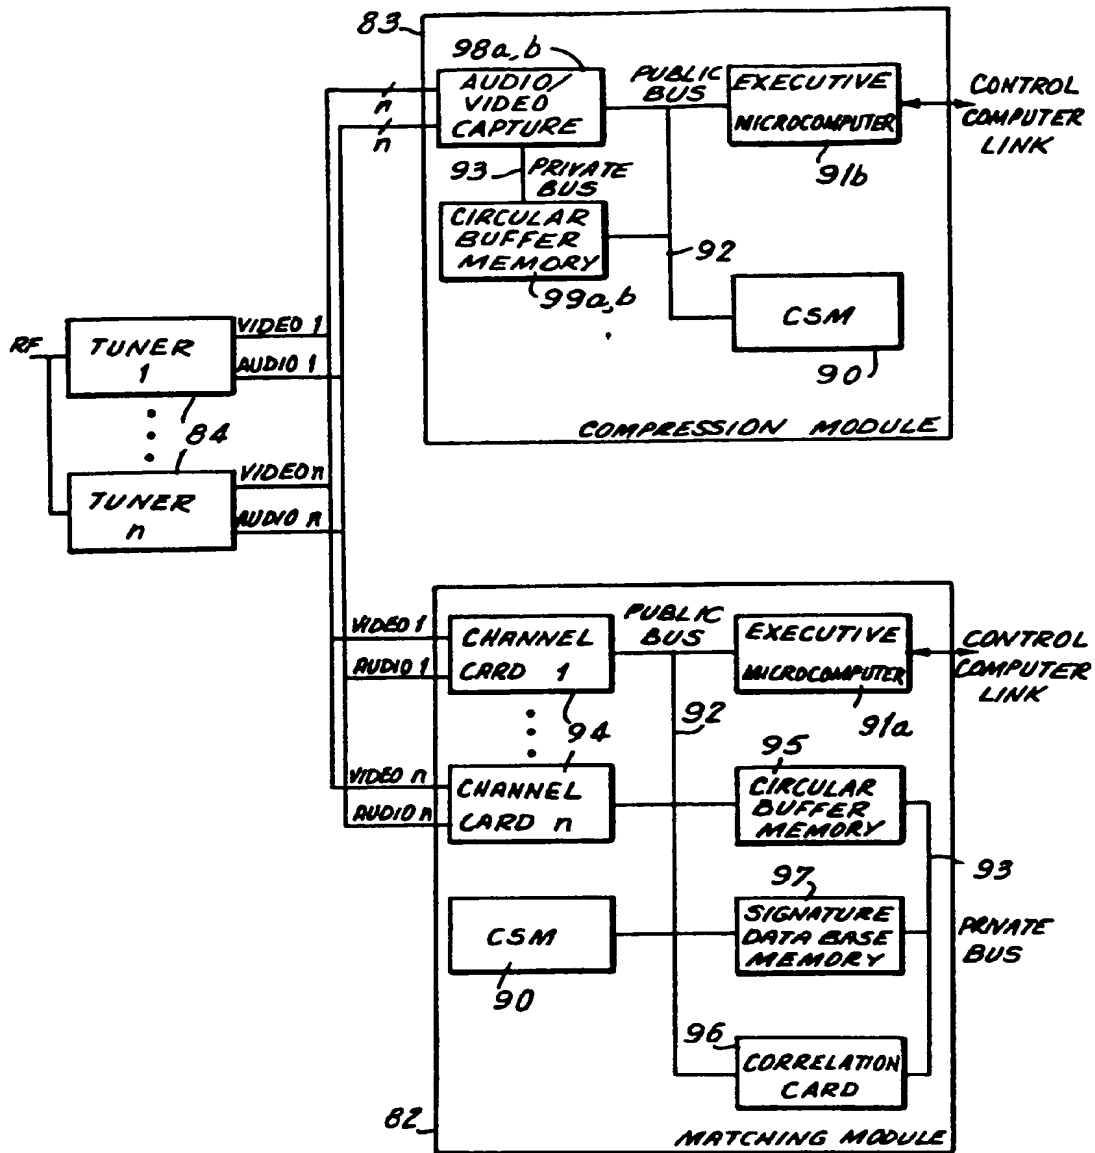 83
98a,b
AUDIO/
VIDEO
CAPTURE
n
n
PUBLIC
BUS
EXECUTIVE
MICROCOMPUTER
91b
CONTROL
COMPUTER
LINK
93
PRIVATE
BUS
CIRCULAR
BUFFER
MEMORY
99a,b
92
CSM
90
COMPRESSION MODULE
RF
TUNER
1
VIDEO 1
AUDIO 1
84
TUNER
n
VIDEO n
AUDIO n
VIDEO 1
AUDIO 1
CHANNEL
CARD 1
PUBLIC
BUS
EXECUTIVE
MICROCOMPUTER
91a
CONTROL
COMPUTER
LINK
94
92
VIDEO n
AUDIO n
CHANNEL
CARD n
95
CIRCULAR
BUFFER
MEMORY
93
PRIVATE
BUS
CSM
90
97
SIGNATURE
DATA BASE
MEMORY
96
CORRELATION
CARD
82
MATCHING MODULE